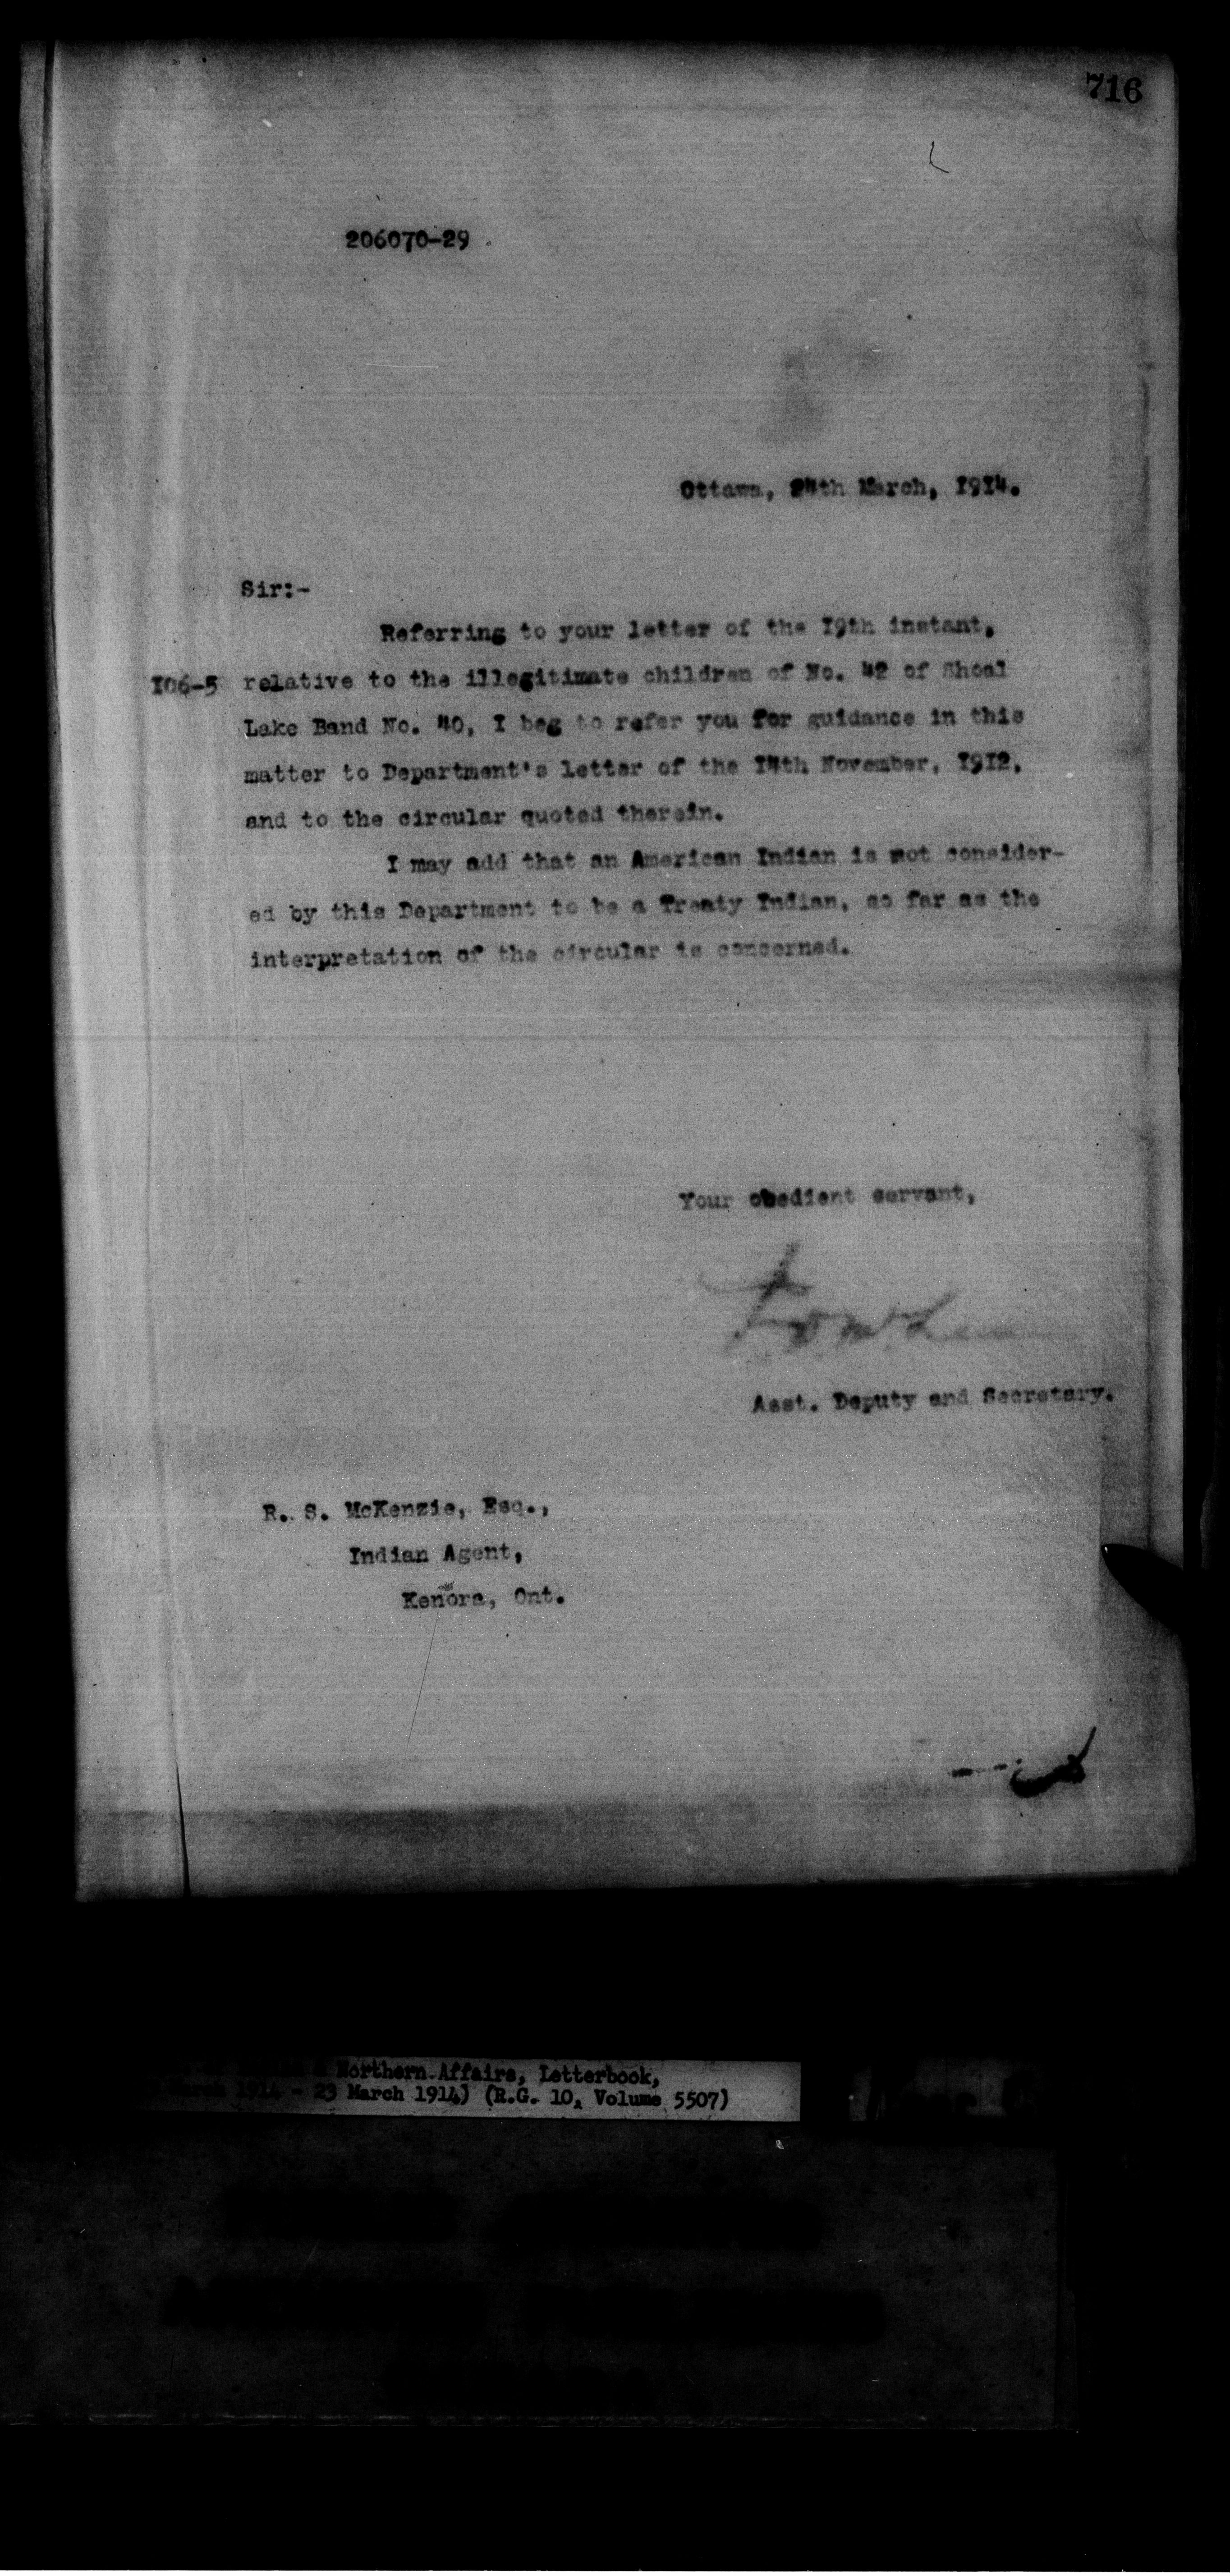 716
206070-29
Ottawa, 24th March, 1914.
Sir:-
Referring to your letter of the 19th instant,
106-5 relative to the illegitimate children of No. 42 of Shoal
Lake Band No. 40, I beg to refer you for guidance in this
matter to Department's letter of the 14th November, 1912,
and to the circular quoted therein.
I may add that an American Indian is not consider-
ed by this Department to be a Treaty Indian, so far as the
interpretation of the circular is concerned.
Your obedient servant,
Asst. Deputy and Secretary.
R. S. McKenzie, Esq.,
Indian Agent,
Kenora, Ont.
Northern Affairs, Letterbook,
March 1914 - 23 March 1914) (R.G. 10, Volume 5507)